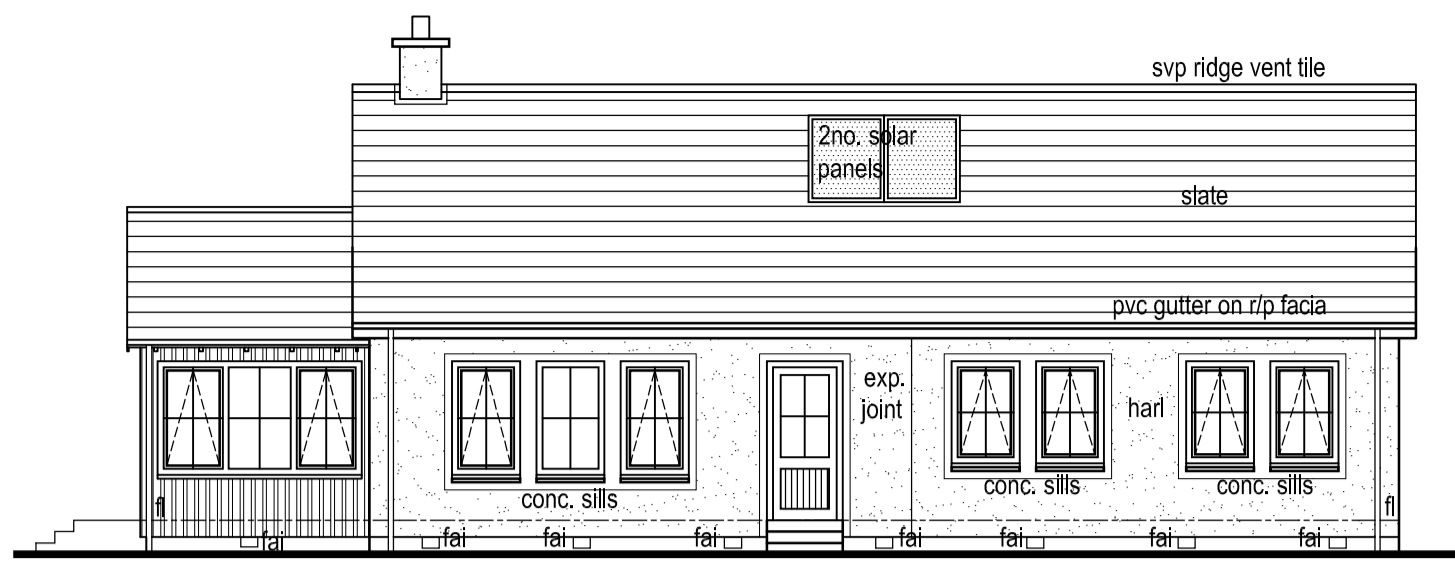 svp ridge vent tile
2no. solar
panels
slate
pvc gutter on r/p facia
exp.
joint
harl
conc. sills
conc. sills
conc. sills
fl
fl
fai
fai
fai
fai
fai
fai
fai
fai